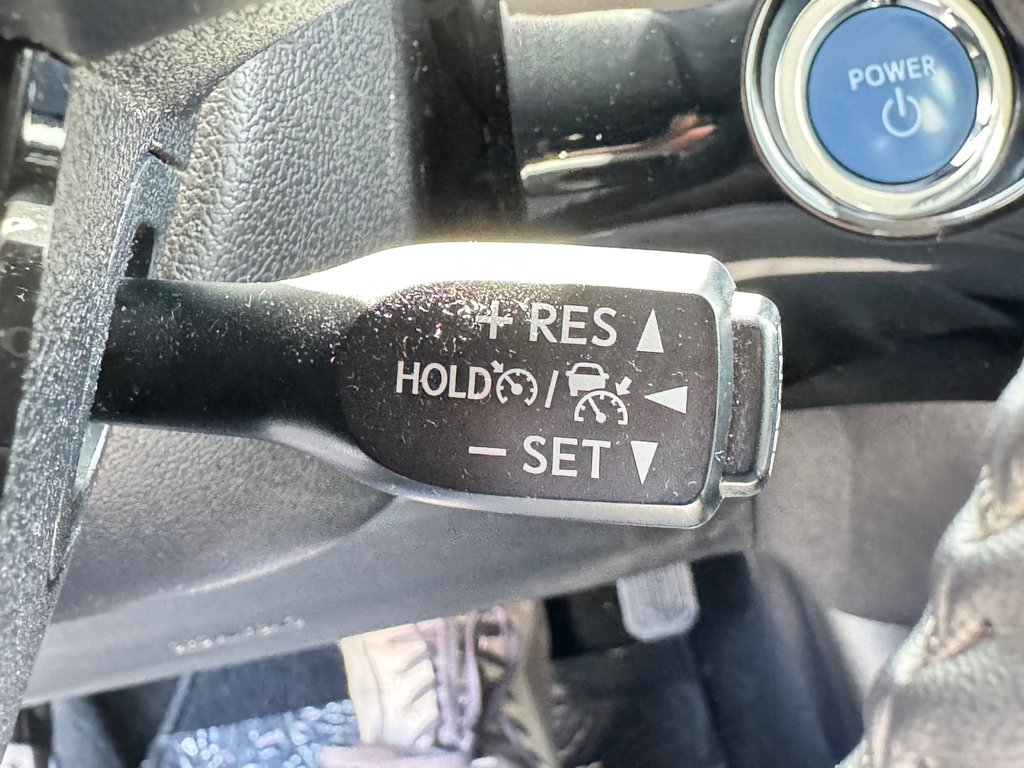 POWER
+ RES ▲
HOLD / ◀
− SET ▼